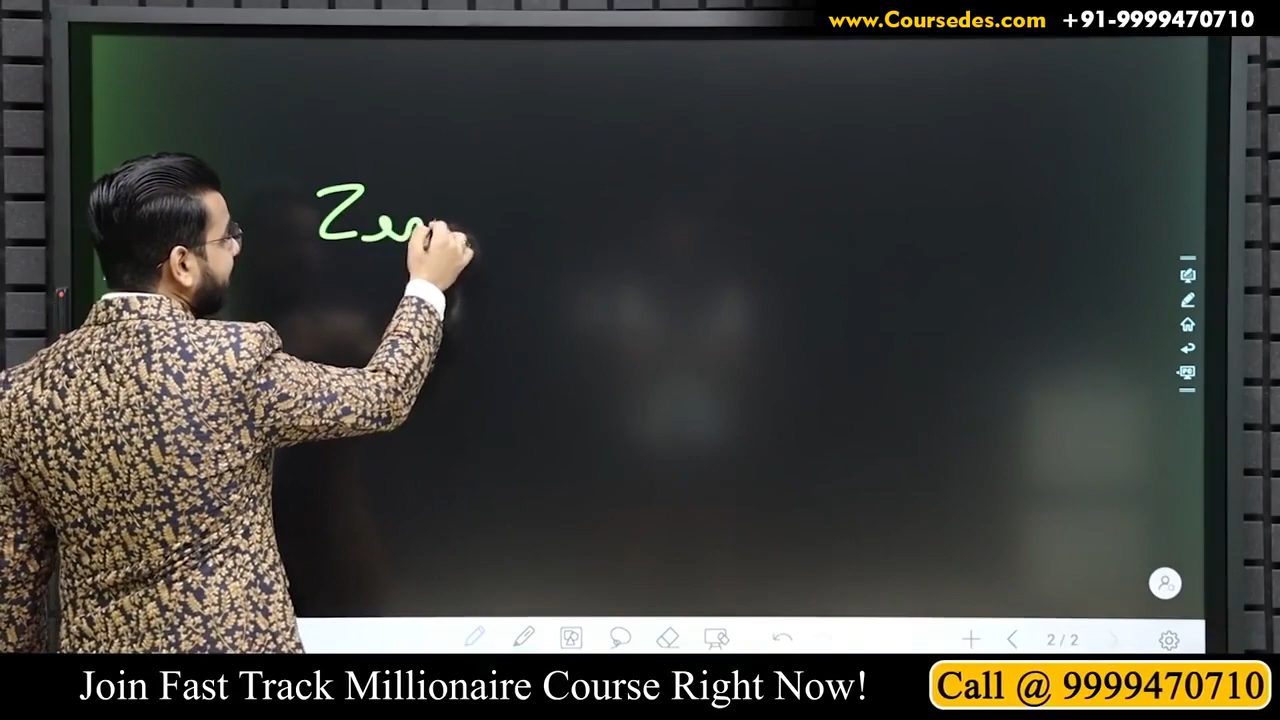 www.Coursedes.com +91-9999470710
Zer
2/2
Join Fast Track Millionaire Course Right Now!
Call @ 9999470710